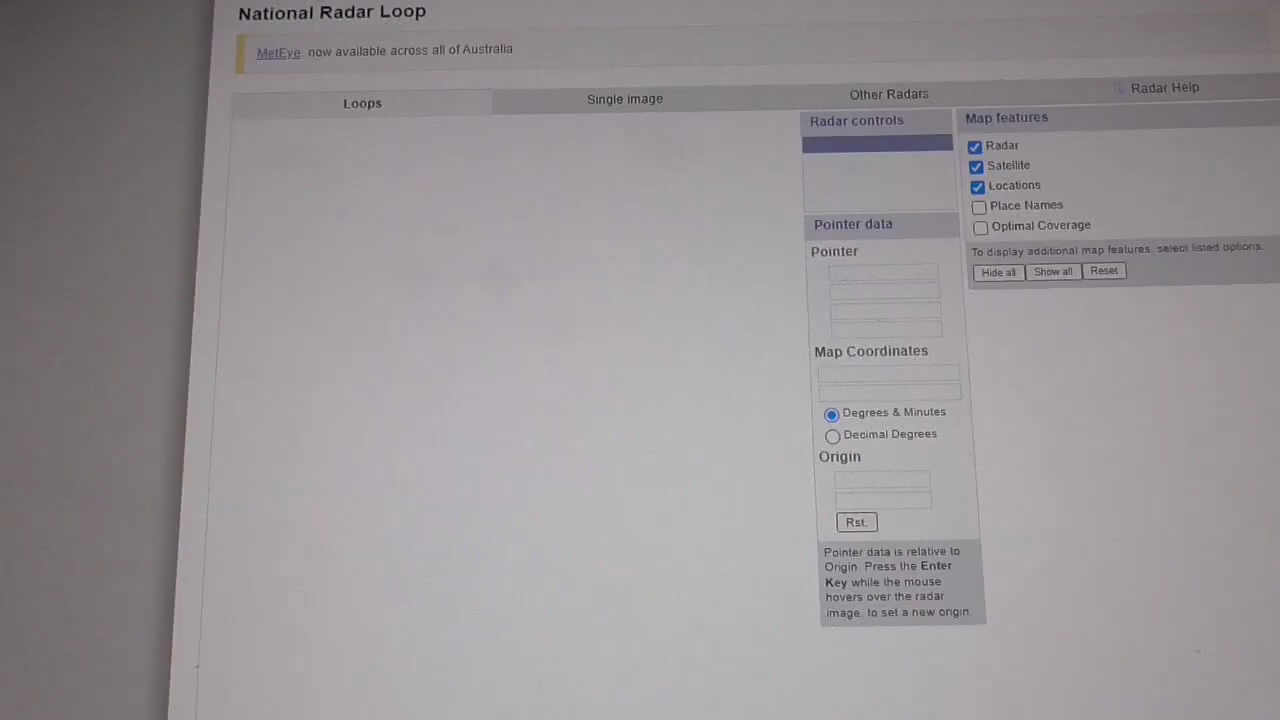 National Radar Loop
MetEye now available across all of Australia
Loops
Single image
Other Radars
Radar Help
Radar controls
Map features
Radar
Satellite
Locations
Place Names
Optimal Coverage
To display additional map features, select listed options.
Hide all
Show all
Reset
Pointer data
Pointer
Map Coordinates
Degrees & Minutes
Decimal Degrees
Origin
Rst.
Pointer data is relative to
Origin. Press the Enter
Key while the mouse
hovers over the radar
image, to set a new origin.